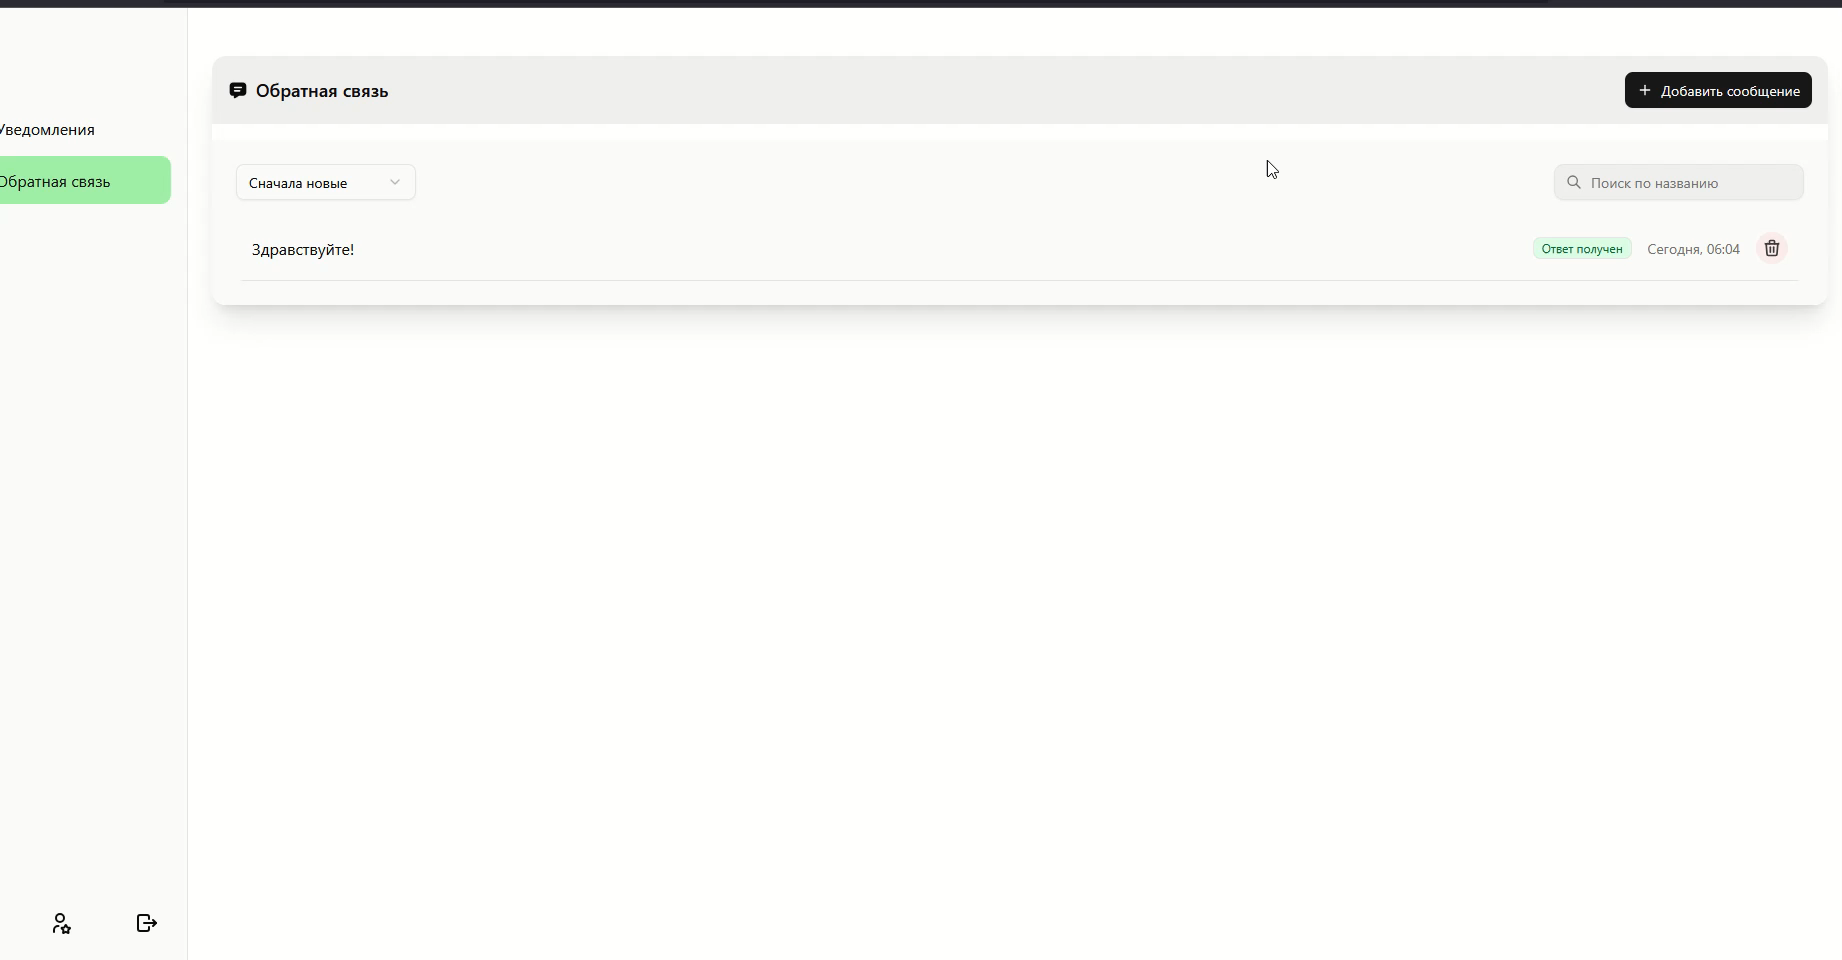 Уведомления
Обратная связь
Обратная связь
Добавить сообщение
Сначала новые
Поиск по названию
Здравствуйте!
Ответ получен
Сегодня, 06:04